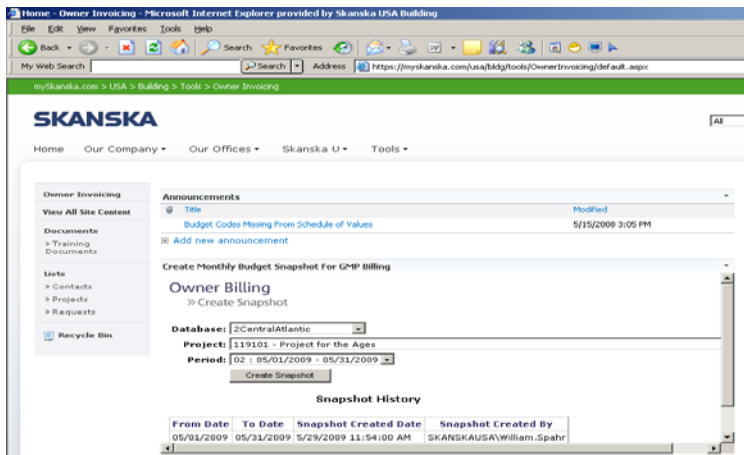 Home - Owner Invoicing - Microsoft Internet Explorer provided by Skanska USA Building
File Edit View Favorites Tools Help
Back Search Favorites
My Web Search Search Address https://myskanska.com/usa/bldg/tools/OwnerInvoicing/default.aspx
mySkanska.com > USA > Building > Tools > Owner Invoicing
SKANSKA
All
Home Our Company Our Offices Skanska U Tools
Owner Invoicing
View All Site Content
Documents
» Training Documents
Lists
» Contacts
» Projects
» Requests
Recycle Bin
Announcements
Title Modified
Budget Codes Missing From Schedule of Values 5/15/2008 3:05 PM
Add new announcement
Create Monthly Budget Snapshot For GMP Billing
Owner Billing
» Create Snapshot
Database: 2CentralAtlantic
Project: 119101 - Project for the Ages
Period: 02 : 05/01/2009 - 05/31/2009
Create Snapshot
Snapshot History
From Date To Date Snapshot Created Date Snapshot Created By
05/01/2009 05/31/2009 5/29/2009 11:54:00 AM SKANSKAUSA\William.Spahr